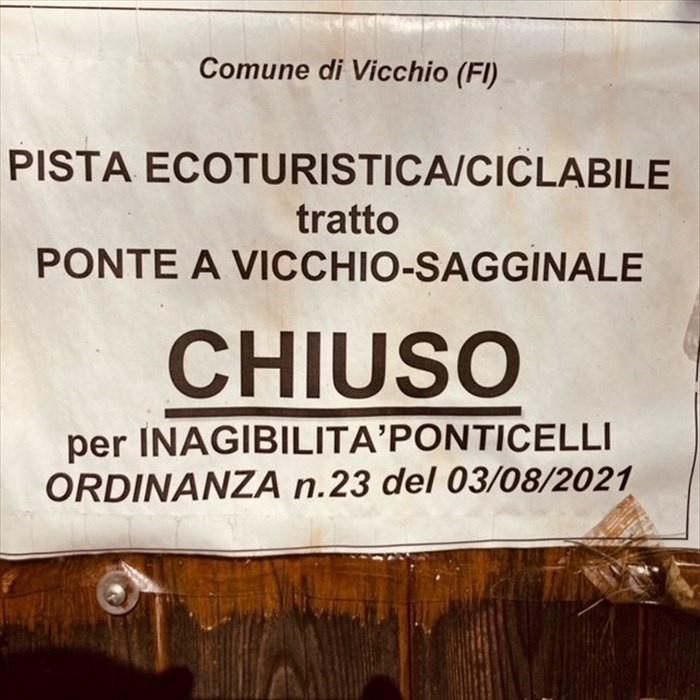 Comune di Vicchio (FI)
PISTA ECOTURISTICA/CICLABILE
tratto
PONTE A VICCHIO-SAGGINALE
CHIUSO
per INAGIBILITA'PONTICELLI
ORDINANZA n.23 del 03/08/2021